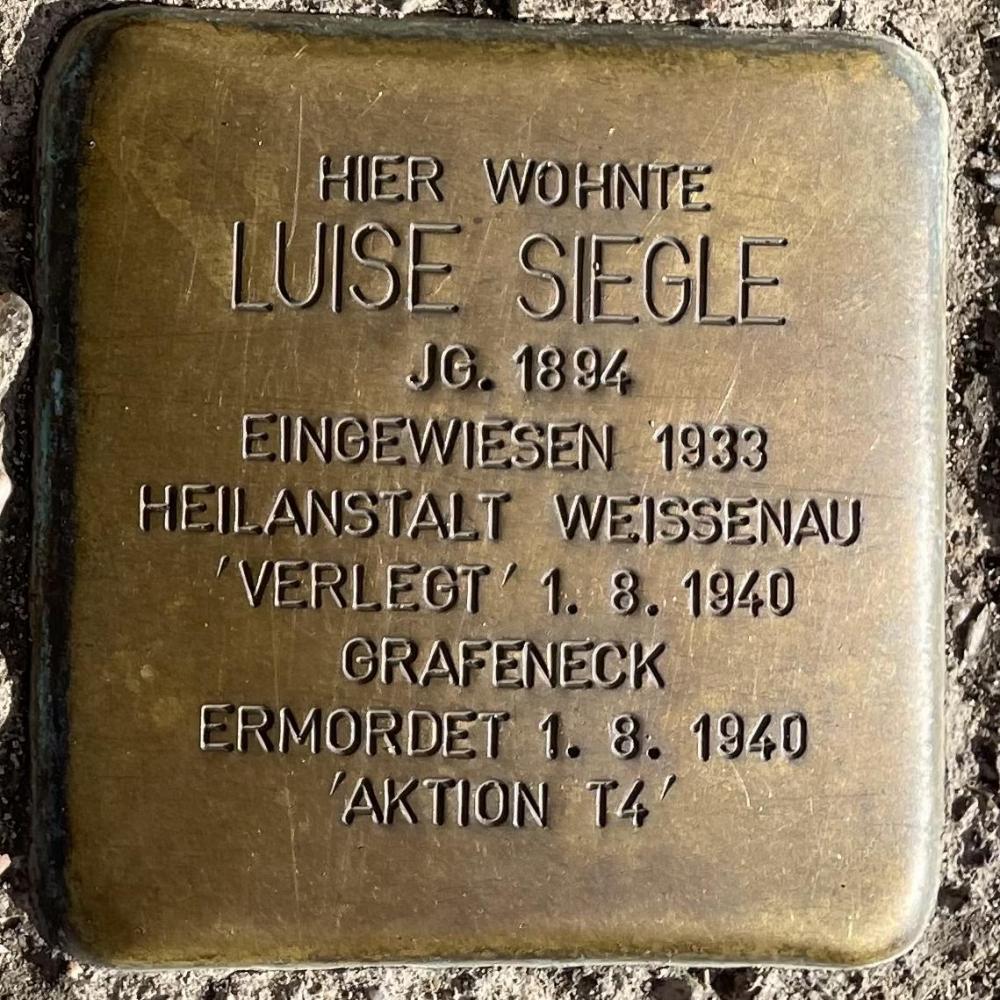 HIER WOHNTE
LUISE SIEGLE
JG. 1894
EINGEWIESEN 1933
HEILANSTALT WEISSENAU
'VERLEGT' 1. 8. 1940
GRAFENECK
ERMORDET 1. 8. 1940
'AKTION T4'